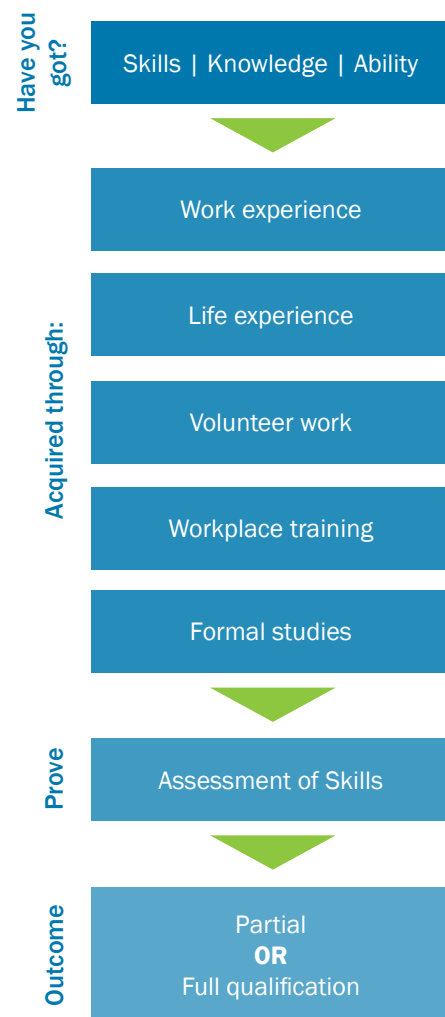 Have you
got?
Skills | Knowledge | Ability
Acquired through:
Work experience
Life experience
Volunteer work
Workplace training
Formal studies
Prove
Assessment of Skills
Outcome
Partial
OR
Full qualification